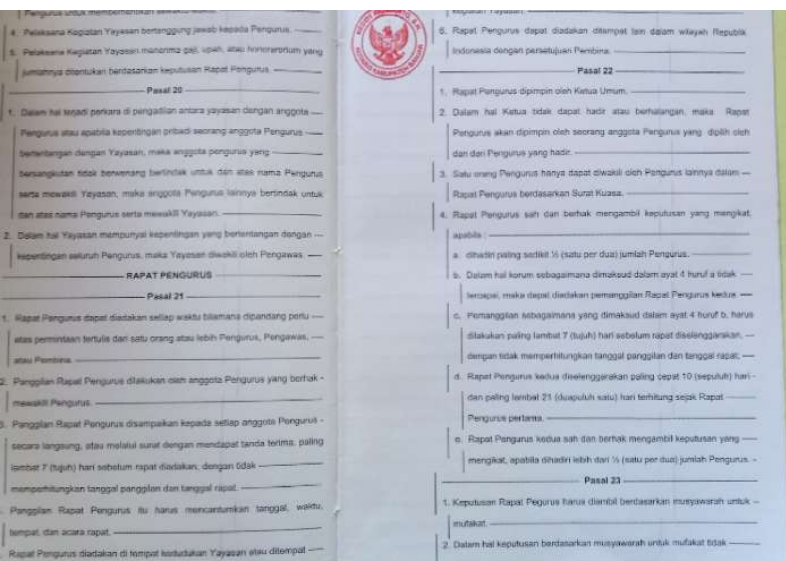 Pengurus untuk memberhentikan
4. Pelaksana Kegiatan Yayasan bertanggung jawab kepada Pengurus.
5. Pelaksana Kegiatan Yayasan menerima gaji, upah, atau honorarorium yang
jumlahnya ditentukan berdasarkan keputusan Rapat Pengurus.
Pasal 20
1. Dalam hal terjadi perkara di pengadilan antara yayasan dengan anggota
Pengurus atau apabila kepentingan pribadi seorang anggota Pengurus
bertentangan dengan Yayasan, maka anggota pengurus yang
bersangkutan tidak berwenang bertindak untuk dan atas nama Pengurus
serta mewakili Yayasan, maka anggota Pengurus lainnya bertindak untuk
dan atas nama Pengurus serta mewakili Yayasan.
2. Dalam hal Yayasan mempunyai kepentingan yang bertentangan dengan
kepentingan seluruh Pengurus, maka Yayasan diwakili oleh Pengawas.
RAPAT PENGURUS
Pasal 21
1. Rapat Pengurus dapat diadakan setiap waktu bilamana dipandang perlu
atas permintaan tertulis dari satu orang atau lebih Pengurus, Pengawas,
atau Pembina.
2. Panggilan Rapat Pengurus dilakukan oleh anggota Pengurus yang berhak -
mewakili Pengurus.
3. Panggilan Rapat Pengurus disampaikan kepada setiap anggota Pengurus -
secara langsung, atau melalui surat dengan mendapat tanda terima, paling
lambat 7 (tujuh) hari sebelum rapat diadakan, dengan tidak
memperhitungkan tanggal panggilan dan tanggal rapat.
Panggilan Rapat Pengurus itu harus mencantumkan tanggal, waktu,
tempat, dan acara rapat.
Rapat Pengurus diadakan di tempat kedudukan Yayasan atau ditempat
kegiatan Yayasan.
6. Rapat Pengurus dapat diadakan ditempat lain dalam wilayah Republik
Indonesia dengan persetujuan Pembina.
Pasal 22
1. Rapat Pengurus dipimpin oleh Ketua Umum.
2. Dalam hal Ketua tidak dapat hadir atau berhalangan, maka Rapat
Pengurus akan dipimpin oleh seorang anggota Pengurus yang dipilih oleh
dan dari Pengurus yang hadir.
3. Satu orang Pengurus hanya dapat diwakili oleh Pengurus lainnya dalam
Rapat Pengurus berdasarkan Surat Kuasa.
4. Rapat Pengurus sah dan berhak mengambil keputusan yang mengikat,
apabila :
a. dihadiri paling sedikit ½ (satu per dua) jumlah Pengurus.
b. Dalam hal korum sebagaimana dimaksud dalam ayat 4 huruf a tidak
tercapai, maka dapat diadakan pemanggilan Rapat Pengurus kedua.
c. Pemanggilan sebagaimana yang dimaksud dalam ayat 4 huruf b, harus
dilakukan paling lambat 7 (tujuh) hari sebelum rapat diselenggarakan,
dengan tidak memperhitungkan tanggal panggilan dan tanggal rapat,
d. Rapat Pengurus kedua diselenggarakan paling cepat 10 (sepuluh) hari -
dan paling lambat 21 (duapuluh satu) hari terhitung sejak Rapat
Pengurus pertama.
e. Rapat Pengurus kedua sah dan berhak mengambil keputusan yang
mengikat, apabila dihadiri lebih dari ½ (satu per dua) jumlah Pengurus. -
Pasal 23
1. Keputusan Rapat Pegurus harus diambil berdasarkan musyawarah untuk
mufakat.
2. Dalam hal keputusan berdasarkan musyawarah untuk mufakat tidak